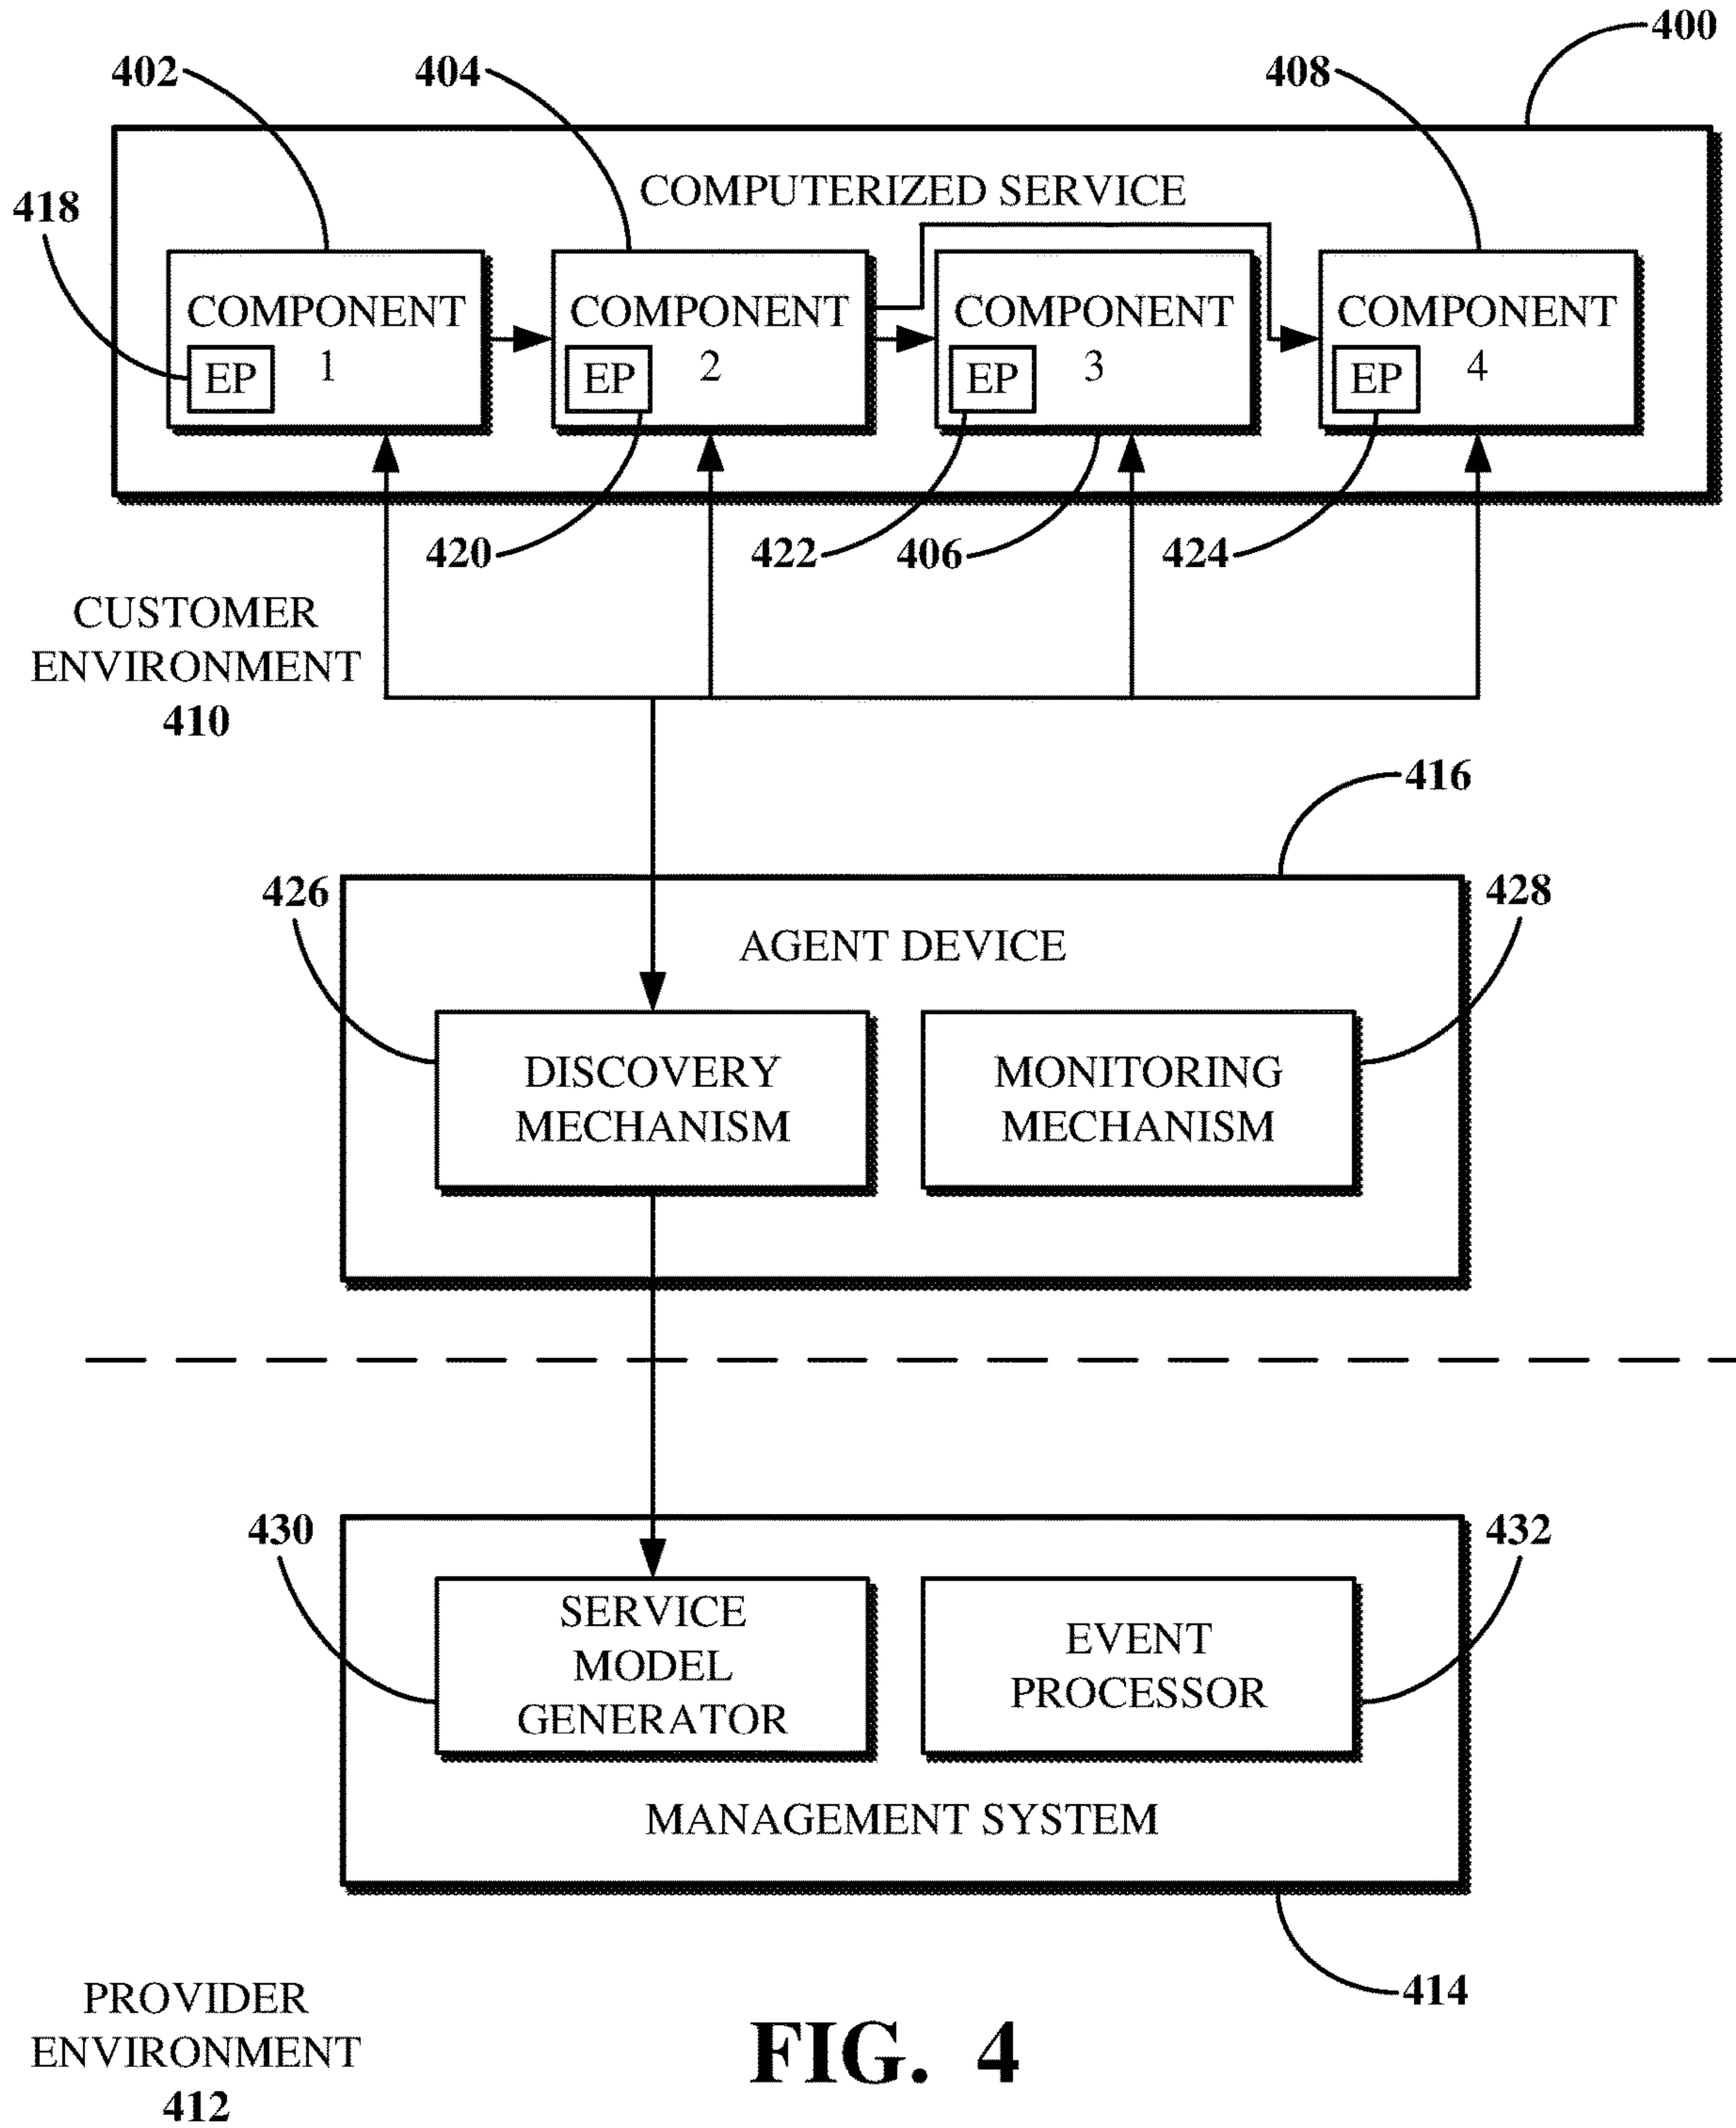 400
402
404
408
COMPUTERIZED SERVICE
418
COMPONENT
1
EP
COMPONENT
2
EP
COMPONENT
3
EP
COMPONENT
4
EP
420
422
406
424
CUSTOMER
ENVIRONMENT
410
416
426
428
AGENT DEVICE
DISCOVERY
MECHANISM
MONITORING
MECHANISM
430
432
SERVICE
MODEL
GENERATOR
EVENT
PROCESSOR
MANAGEMENT SYSTEM
414
PROVIDER
ENVIRONMENT
412
FIG. 4